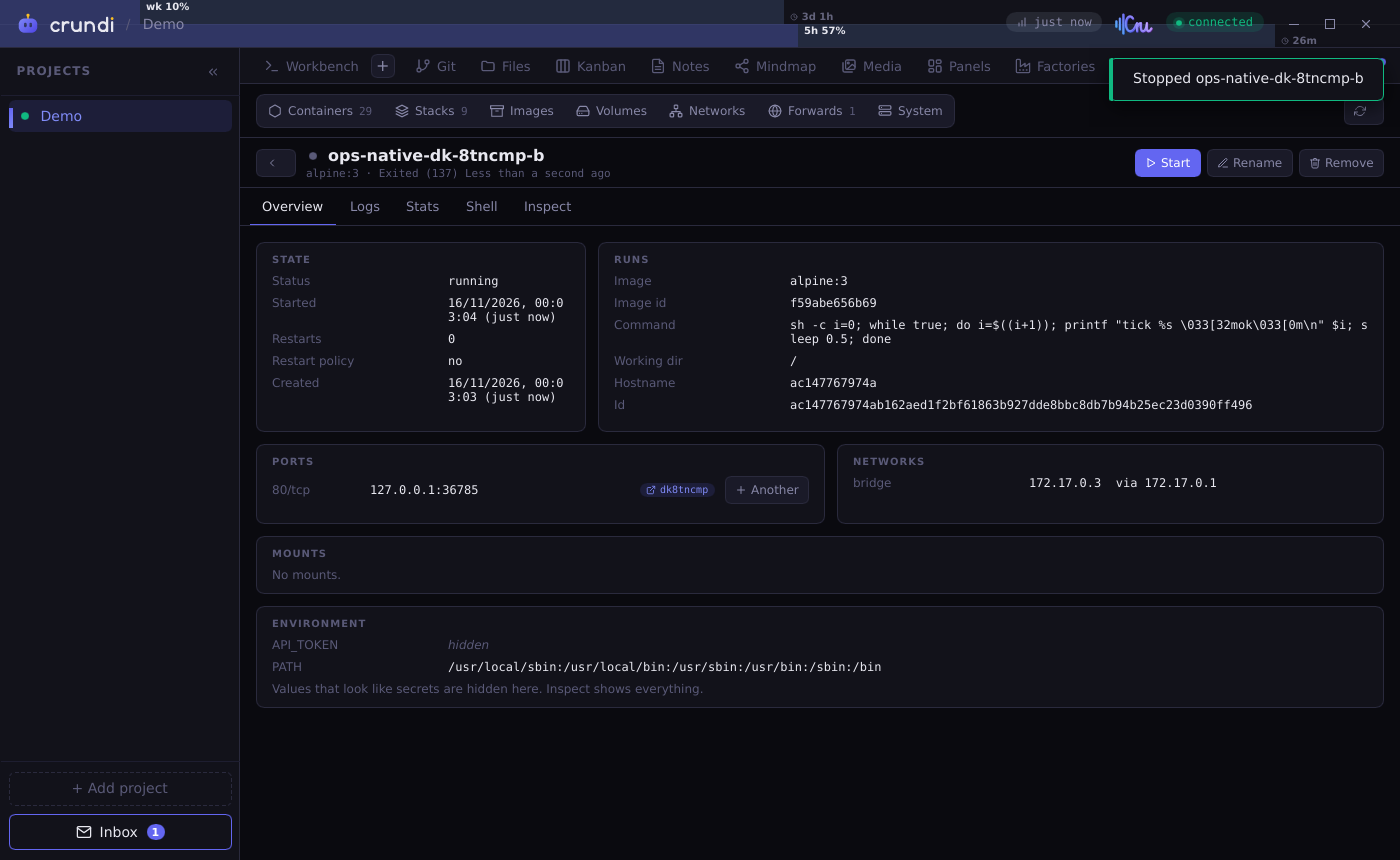 wk 10%
crundi / Demo
3d 1h
5h 57%
just now
Cru
connected
26m
PROJECTS
«
Demo
+ Add project
Inbox 1
Workbench
+
Git
Files
Kanban
Notes
Mindmap
Media
Panels
Factories
Stopped ops-native-dk-8tncmp-b
Containers 29
Stacks 9
Images
Volumes
Networks
Forwards 1
System
ops-native-dk-8tncmp-b
alpine:3 · Exited (137) Less than a second ago
Start
Rename
Remove
Overview
Logs
Stats
Shell
Inspect
STATE
Status running
Started 16/11/2026, 00:0
3:04 (just now)
Restarts 0
Restart policy no
Created 16/11/2026, 00:0
3:03 (just now)
RUNS
Image alpine:3
Image id f59abe656b69
Command sh -c i=0; while true; do i=$((i+1)); printf "tick %s \033[32mok\033[0m\n" $i; s
leep 0.5; done
Working dir /
Hostname ac147767974a
Id ac147767974ab162aed1f2bf61863b927dde8bbc8db7b94b25ec23d0390ff496
PORTS
80/tcp 127.0.0.1:36785 dk8tncmp + Another
NETWORKS
bridge 172.17.0.3 via 172.17.0.1
MOUNTS
No mounts.
ENVIRONMENT
API_TOKEN hidden
PATH /usr/local/sbin:/usr/local/bin:/usr/sbin:/usr/bin:/sbin:/bin
Values that look like secrets are hidden here. Inspect shows everything.